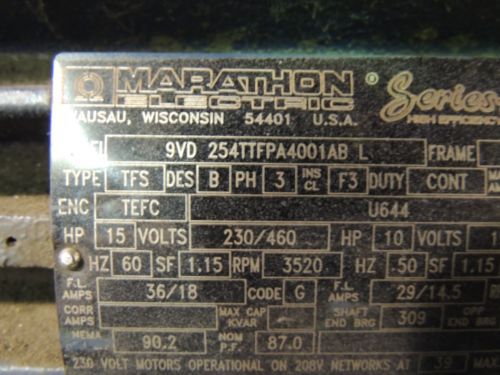 MARATHON ®
ELECTRIC
WAUSAU, WISCONSIN 54401 U.S.A.
Series
HIGH EFFICIENCY
9VD 254TTFPA4001AB L FRAME
TYPE TFS DES B PH 3 INS CL F3 DUTY CONT
ENC TEFC U644
HP 15 VOLTS 230/460 HP 10 VOLTS
HZ 60 SF 1.15 RPM 3520 HZ .50 SF 1.15
F.L. AMPS 36/18 CODE G F.L. AMPS 29/14.5
CORR AMPS MAX CAP KVAR SHAFT END BRG 309 OPP END BRG
NEMA NOM 90.2 NOM P.F. 87.0
230 VOLT MOTORS OPERATIONAL ON 208V NETWORKS AT 39 MAX